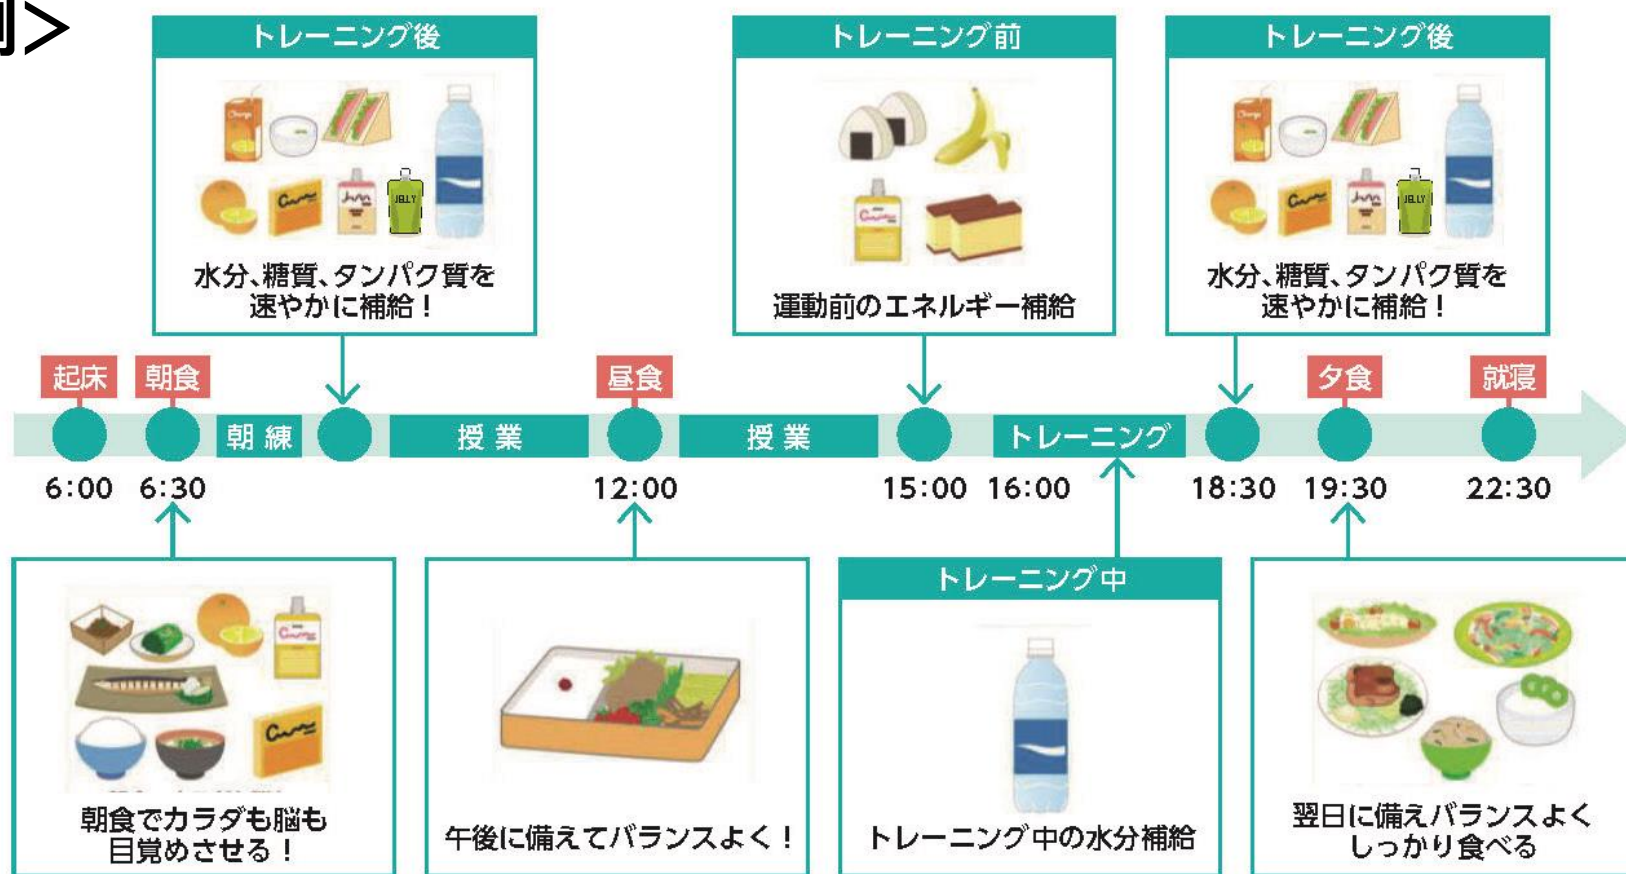 例＞
トレーニング後
水分、糖質、タンパク質を
速やかに補給！
トレーニング前
運動前のエネルギー補給
トレーニング後
水分、糖質、タンパク質を
速やかに補給！
JELLY
JELLY
起床
朝食
昼食
夕食
就寝
朝練
授業
授業
トレーニング
6:00
6:30
12:00
15:00
16:00
18:30
19:30
22:30
朝食でカラダも脳も
目覚めさせる！
午後に備えてバランスよく！
トレーニング中
トレーニング中の水分補給
翌日に備えバランスよく
しっかり食べる